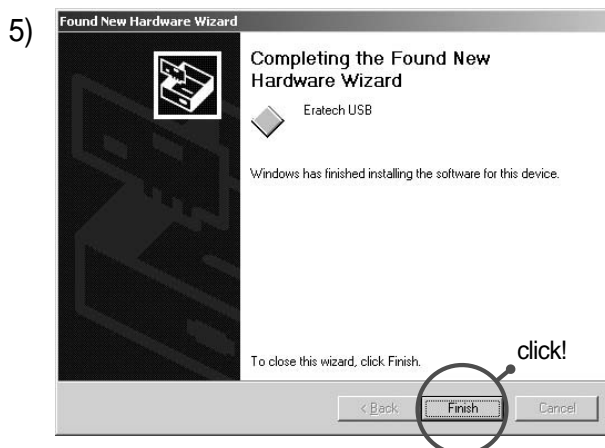 5)
Found New Hardware Wizard
Completing the Found New
Hardware Wizard
Eratech USB
Windows has finished installing the software for this device.
To close this wizard, click Finish.
click!
< Back
Finish
Cancel